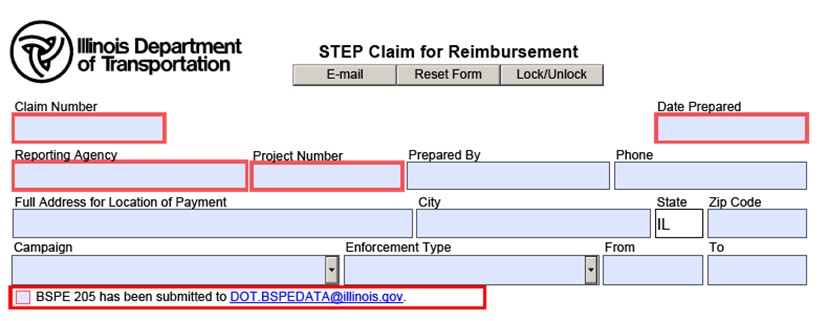 Illinois Department
of Transportation
STEP Claim for Reimbursement
E-mail Reset Form Lock/Unlock
Claim Number Date Prepared
Reporting Agency Project Number Prepared By Phone
Full Address for Location of Payment City State Zip Code
IL
Campaign Enforcement Type From To
BSPE 205 has been submitted to DOT.BSPEDATA@illinois.gov.